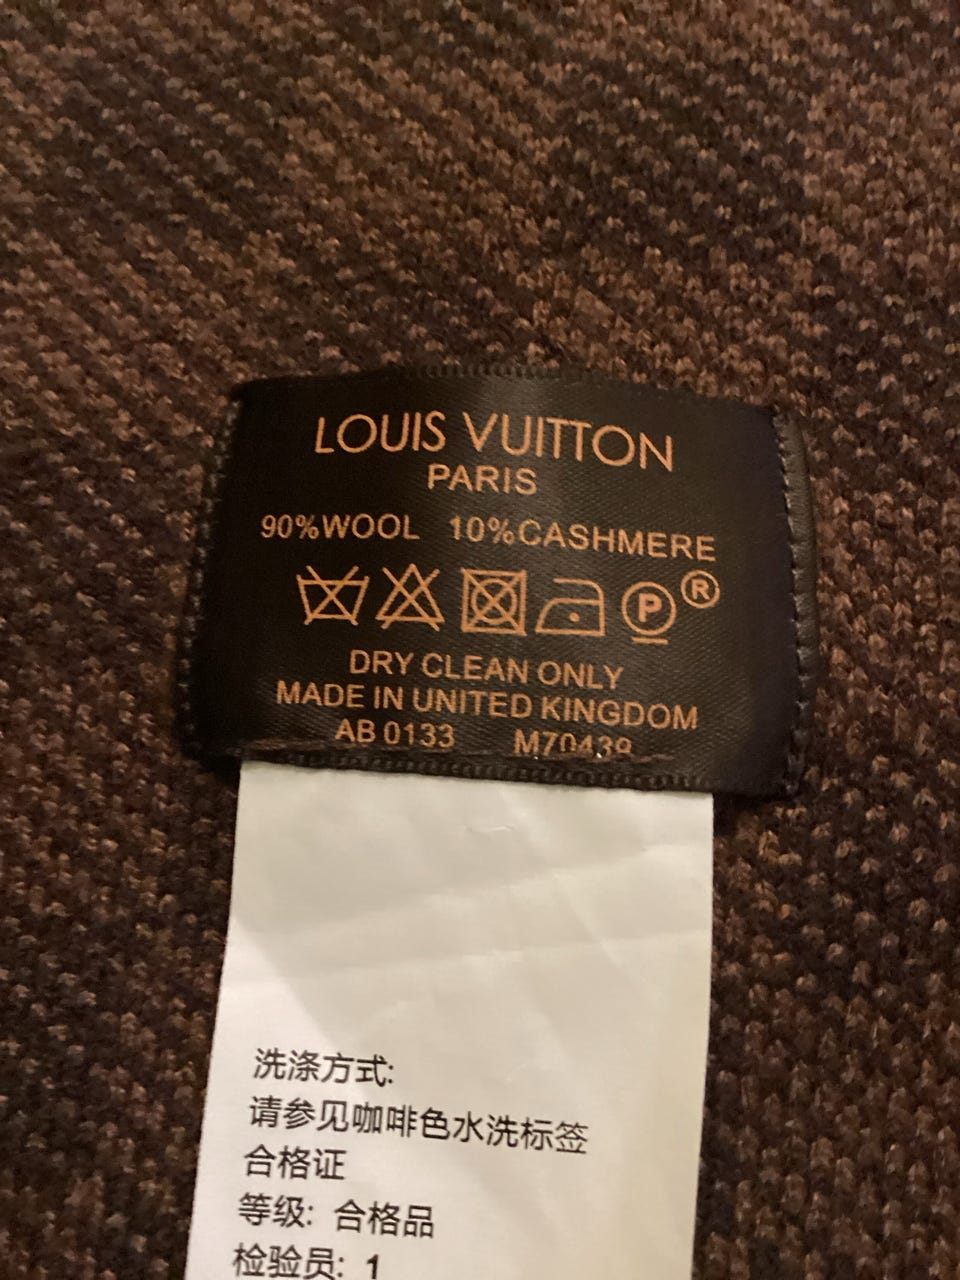 LOUIS VUITTON
PARIS
90%WOOL 10%CASHMERE
P ®
DRY CLEAN ONLY
MADE IN UNITED KINGDOM
AB 0133 M70439
洗涤方式:
请参见咖啡色水洗标签
合格证
等级: 合格品
检验员: 1